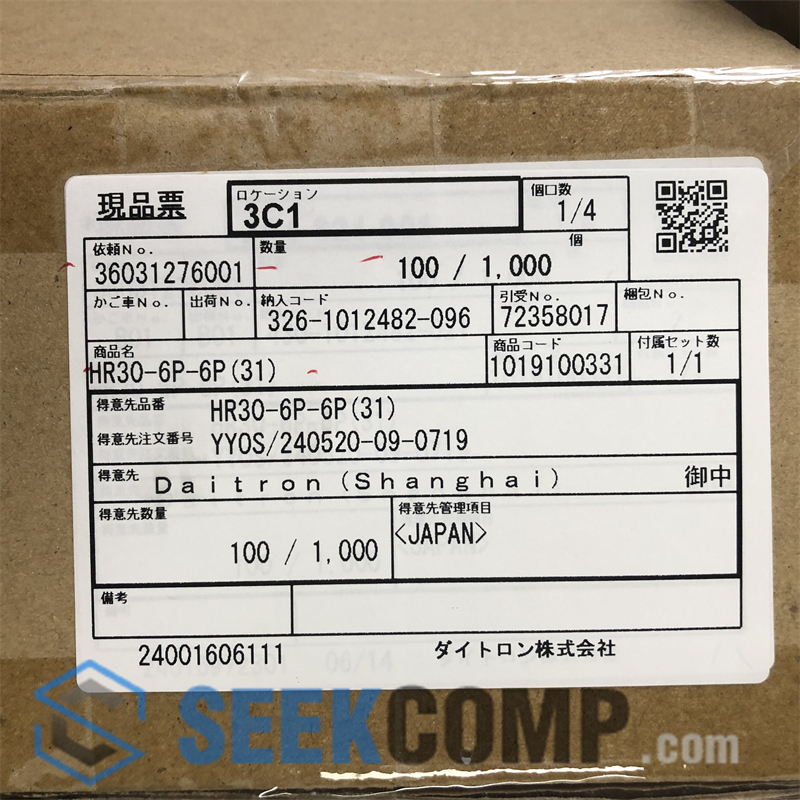 現品票
ロケーション
3C1
個口数
1/4
依頼No.
36031276001
数量
個
100 / 1,000
かご車No.
出荷No.
納入コード
326-1012482-096
引受No.
72358017
梱包No.
商品名
HR30-6P-6P(31)
商品コード
1019100331
付属セット数
1/1
得意先品番
HR30-6P-6P(31)
得意先注文番号
YYOS/240520-09-0719
得意先
Daitron(Shanghai)
御中
得意先数量
100 / 1,000
得意先管理項目
<JAPAN>
備考
24001606111
ダイトロン株式会社
SEEKCOMP.com